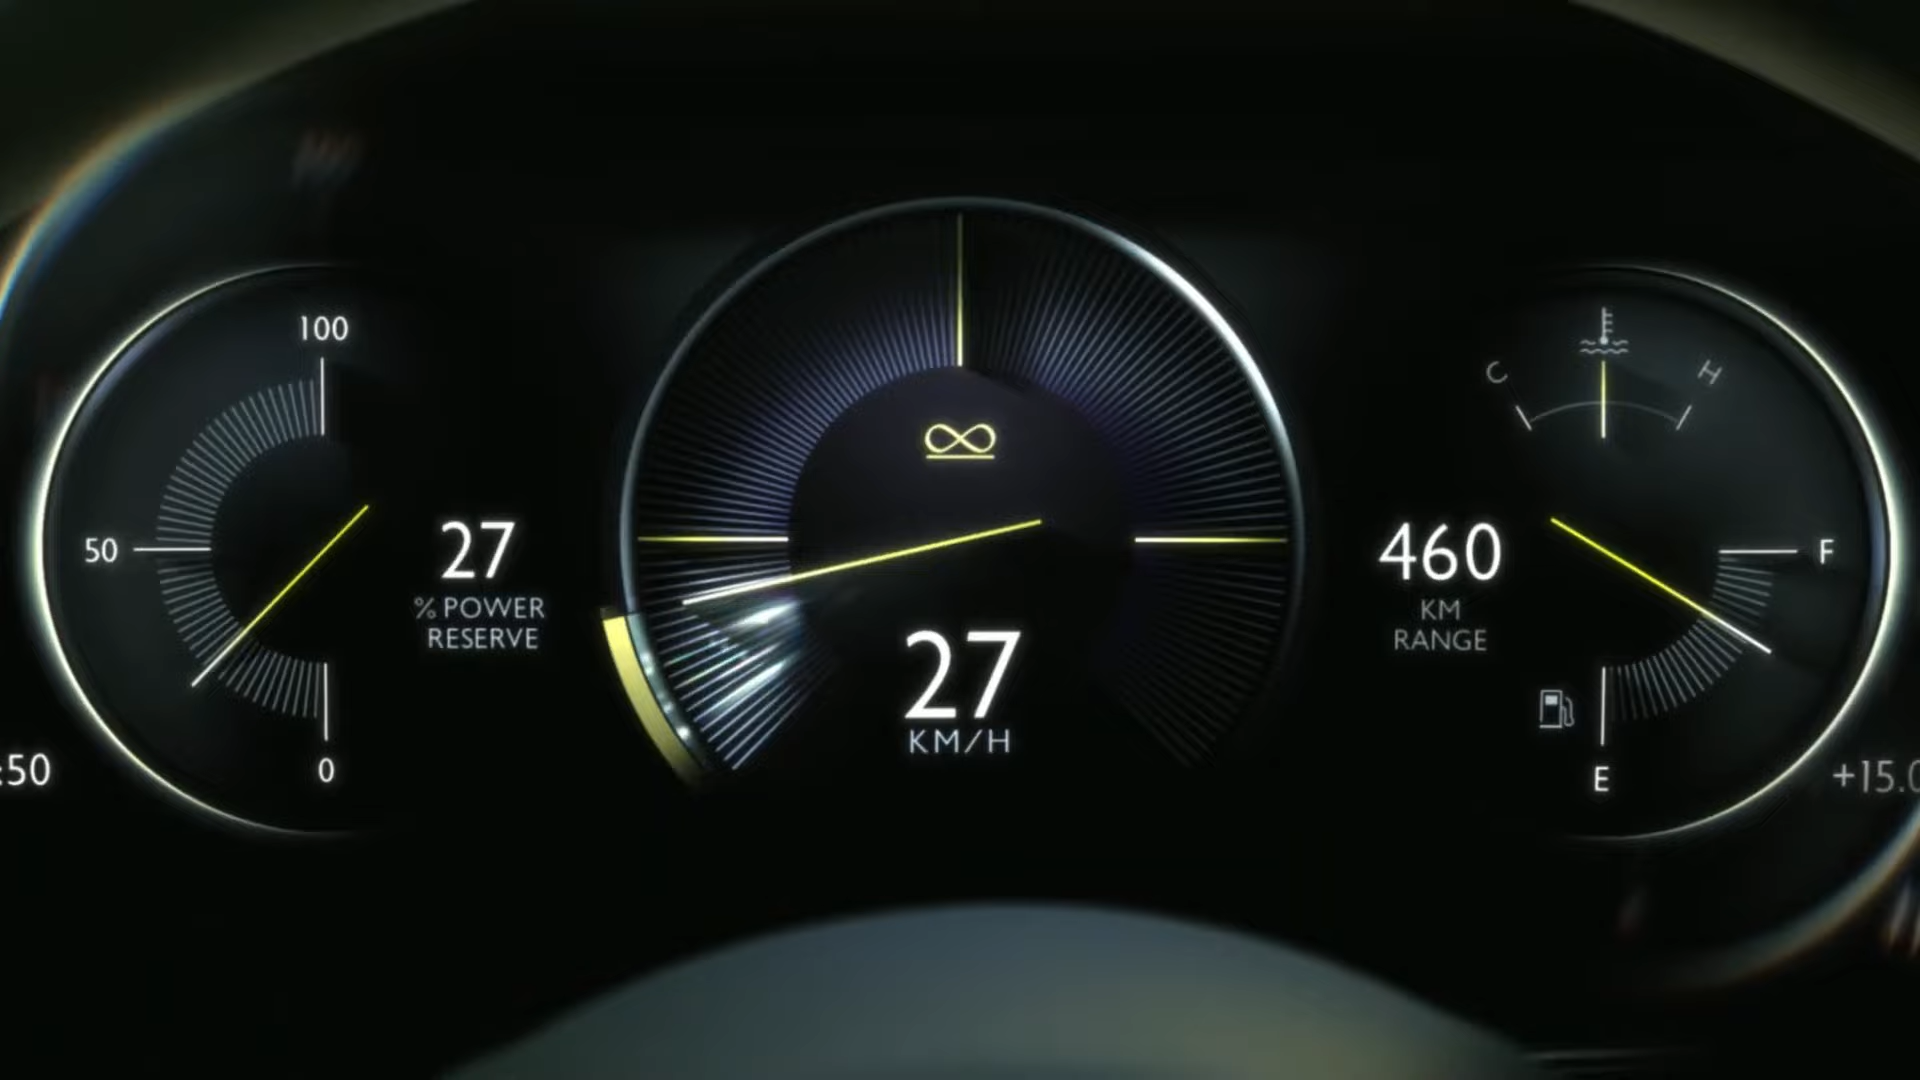 100
50
27
% POWER
RESERVE
0
:50
27
KM/H
C
H
460
KM
RANGE
F
E
+15.0